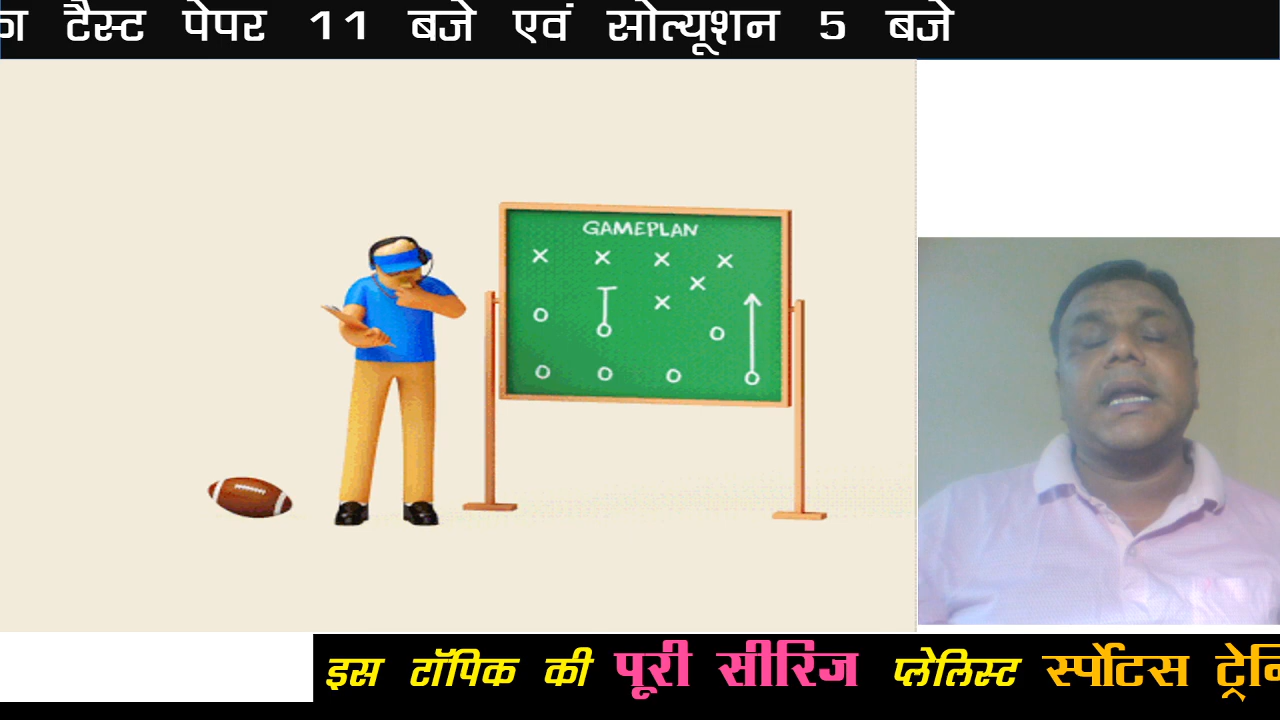 टैस्ट पेपर 11 बजे एवं सोल्यूशन 5 बजे
GAMEPLAN
इस टॉपिक की पूरी सीरिज प्लेलिस्ट स्पोर्टस